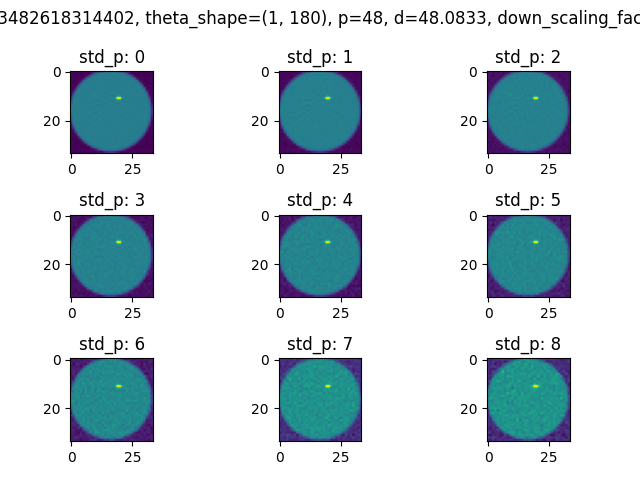 3482618314402, theta_shape=(1, 180), p=48, d=48.0833, down_scaling_fac
std_p: 0 std_p: 1 std_p: 2
0 0 0
20 20 20
0 25 0 25 0 25
std_p: 3 std_p: 4 std_p: 5
0 0 0
20 20 20
0 25 0 25 0 25
std_p: 6 std_p: 7 std_p: 8
0 0 0
20 20 20
0 25 0 25 0 25